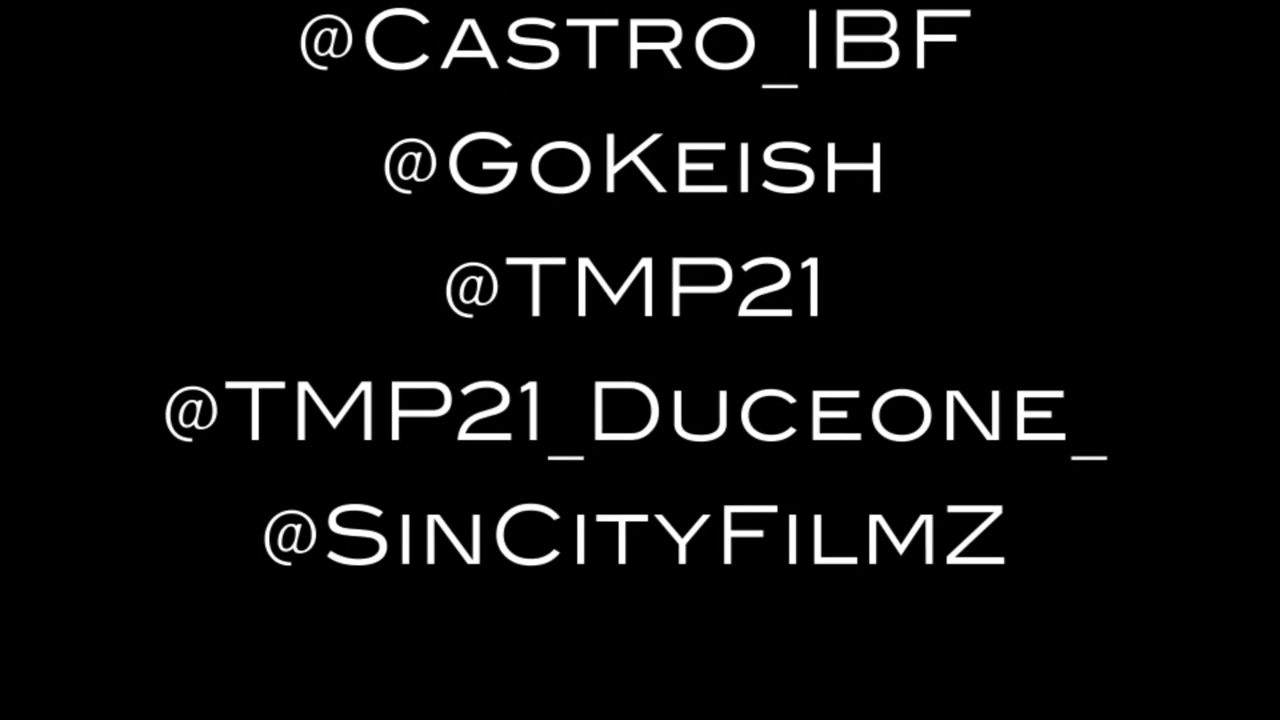 @Castro_IBF
@GoKeish
@TMP21
@TMP21_Duceone_
@SinCityFilmZ